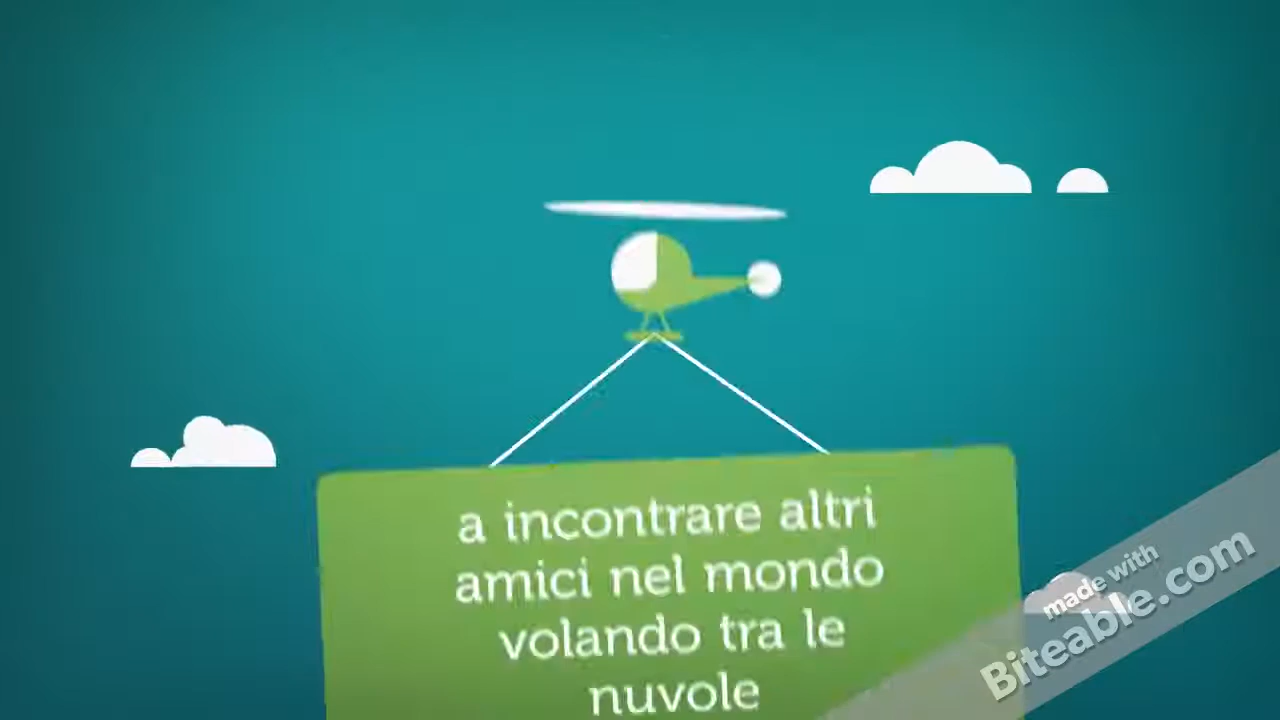 a incontrare altri
amici nel mondo
volando tra le
nuvole
made with
Biteable.com